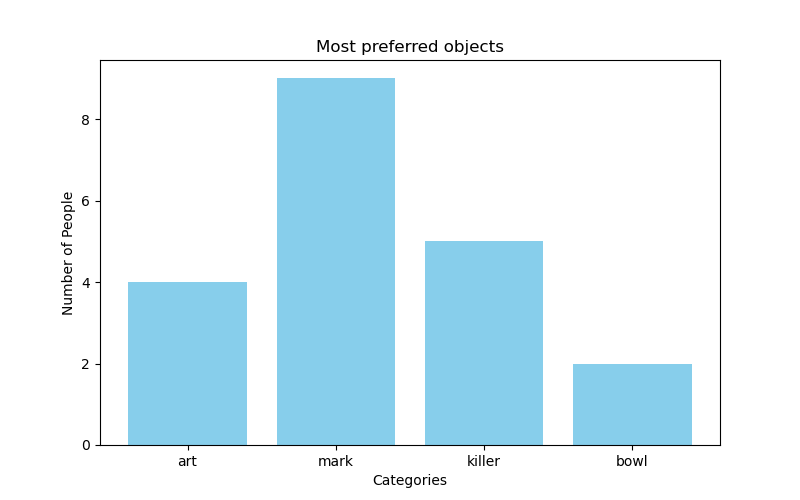 Most preferred objects
Number of People
8
6
4
2
0
art mark killer bowl
Categories